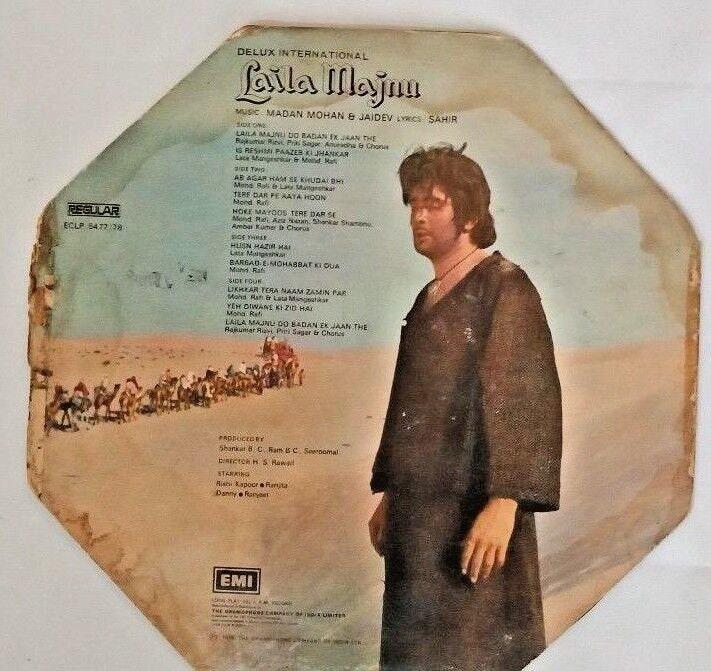 DELUX INTERNATIONAL
Laila Majnu
MUSIC: MADAN MOHAN & JAIDEV LYRICS: SAHIR
SIDE ONE
LAILA MAJNU DO BADAN EK JAAN THE
Rajkumar Rizvi, Priti Sagar, Anuradha & Chorus
IS RESHMI PAAZEB KI JHANKAR
Lata Mangeshkar & Mohd. Rafi
SIDE TWO
AB AGAR HAM SE KHUDAI BHI
Mohd. Rafi & Lata Mangeshkar
TERE DAR PE AAYA HOON
Mohd. Rafi
HOKE MAYOOS TERE DAR SE
Mohd. Rafi, Aziz Nazan, Shankar Shambhu,
Ambar Kumar & Chorus
SIDE THREE
HUSN HAZIR HAI
Lata Mangeshkar
BARBAD-E-MOHABBAT KI DUA
Mohd. Rafi
SIDE FOUR
LIKHKAR TERA NAAM ZAMIN PAR
Mohd. Rafi & Lata Mangeshkar
YEH DIWANE KI ZID HAI
Mohd. Rafi
LAILA MAJNU DO BADAN EK JAAN THE
Rajkumar Rizvi, Priti Sagar & Chorus
REGULAR
ECLP 5477/78
PRODUCED BY
Shankar B. C., Ram B. C., Seeroomal
DIRECTOR H. S. Rawail
STARRING
Rishi Kapoor ● Ranjita
Danny ● Ranjeet
EMI
THE GRAMOPHONE COMPANY OF INDIA LIMITED